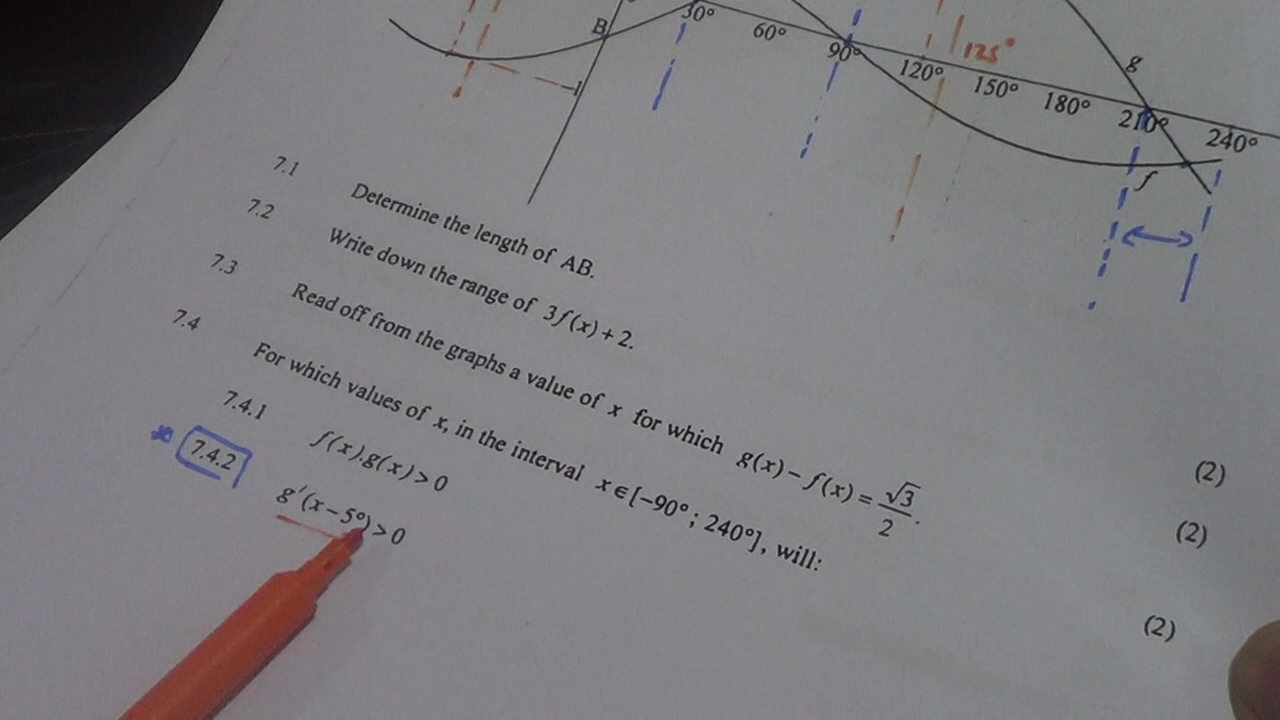 B
30°
60°
90°
120°
125°
150°
180°
g
210°
240°
f
7.1 Determine the length of AB.
7.2 Write down the range of 3f(x)+2.
7.3 Read off from the graphs a value of x for which g(x)−f(x)=√3/2.
7.4 For which values of x, in the interval x∈[−90°; 240°], will:
7.4.1 f(x).g(x)>0
7.4.2 g′(x−5°)>0
(2)
(2)
(2)